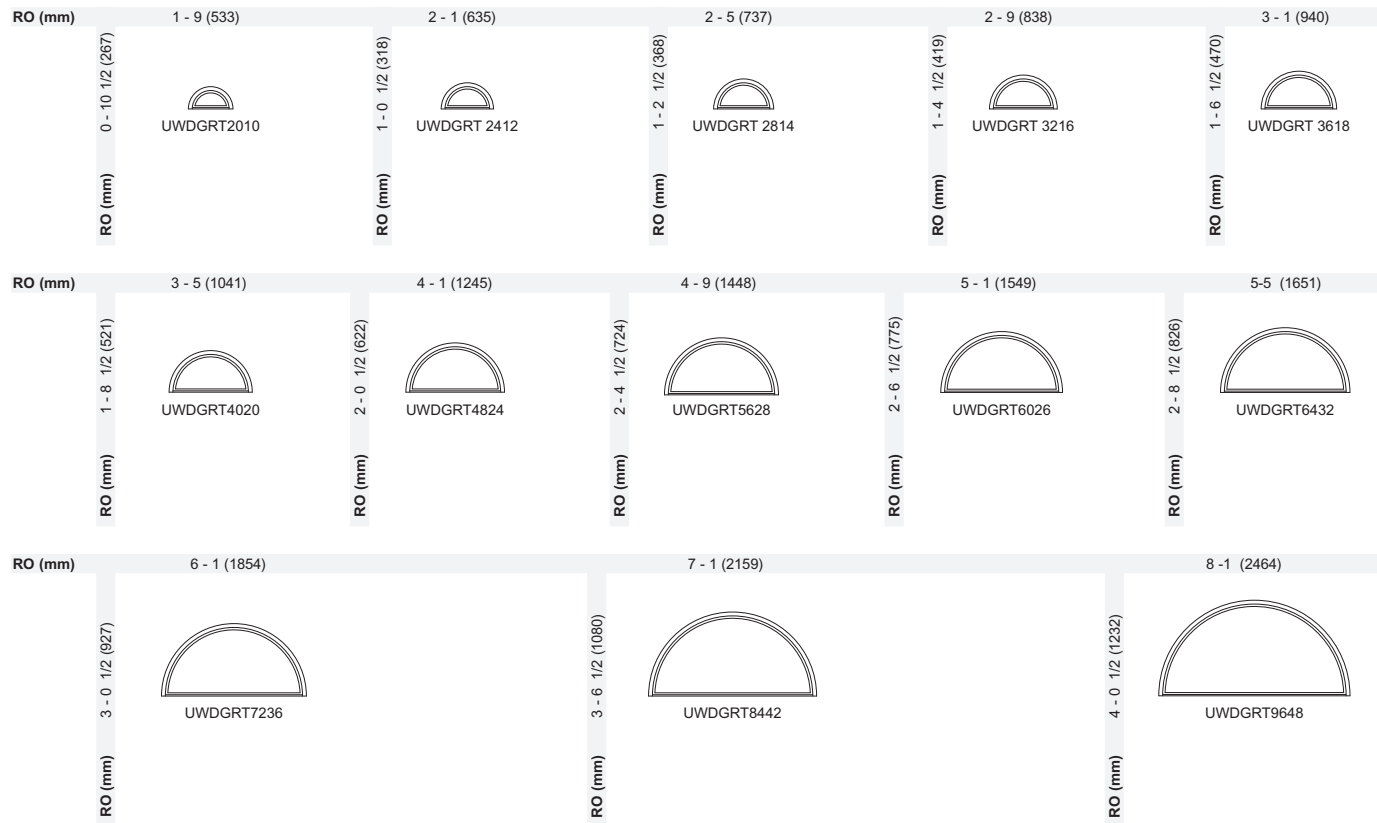 RO (mm) 1 - 9 (533) 2 - 1 (635) 2 - 5 (737) 2 - 9 (838) 3 - 1 (940)
0 - 10 1/2 (267) 1 - 0 1/2 (318) 1 - 2 1/2 (368) 1 - 4 1/2 (419) 1 - 6 1/2 (470)
UWDGRT2010 UWDGRT 2412 UWDGRT 2814 UWDGRT 3216 UWDGRT 3618
RO (mm) RO (mm) RO (mm) RO (mm) RO (mm)
RO (mm) 3 - 5 (1041) 4 - 1 (1245) 4 - 9 (1448) 5 - 1 (1549) 5-5 (1651)
1 - 8 1/2 (521) 2 - 0 1/2 (622) 2 - 4 1/2 (724) 2 - 6 1/2 (775) 2 - 8 1/2 (826)
UWDGRT4020 UWDGRT4824 UWDGRT5628 UWDGRT6026 UWDGRT6432
RO (mm) RO (mm) RO (mm) RO (mm) RO (mm)
RO (mm) 6 - 1 (1854) 7 - 1 (2159) 8 -1 (2464)
3 - 0 1/2 (927) 3 - 6 1/2 (1080) 4 - 0 1/2 (1232)
UWDGRT7236 UWDGRT8442 UWDGRT9648
RO (mm) RO (mm) RO (mm)